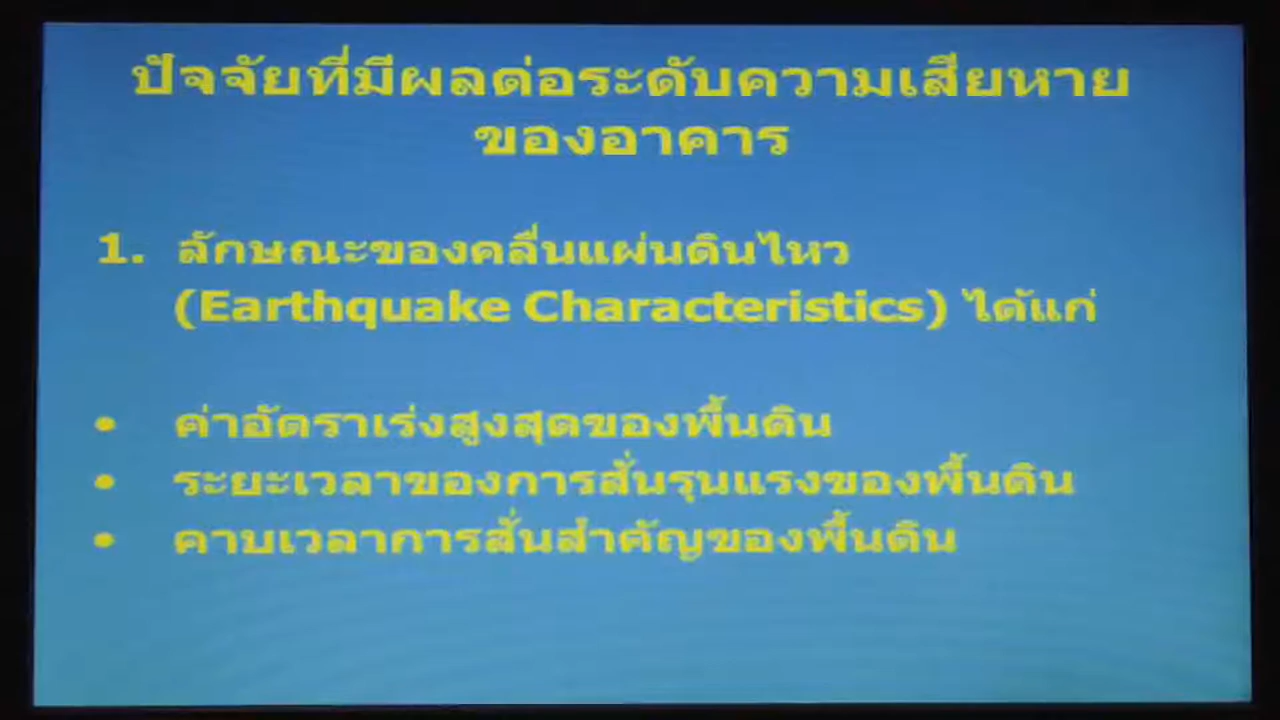 ปัจจัยที่มีผลต่อระดับความเสียหาย
ของอาคาร
1. ลักษณะของคลื่นแผ่นดินไหว
(Earthquake Characteristics) ได้แก่
• ค่าอัตราเร่งสูงสุดของพื้นดิน
• ระยะเวลาของการสั่นรุนแรงของพื้นดิน
• คาบเวลาการสั่นสำคัญของพื้นดิน